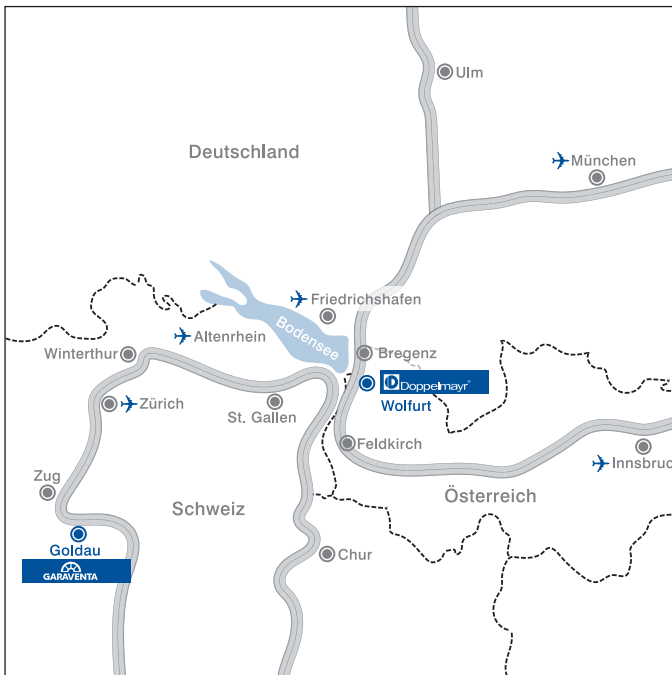 Ulm
Deutschland
München
Friedrichshafen
Bodensee
Altenrhein
Winterthur
Bregenz
Doppelmayr®
Wolfurt
Zürich
St. Gallen
Feldkirch
Innsbruc
Zug
Österreich
Schweiz
Goldau
Chur
GARAVENTA